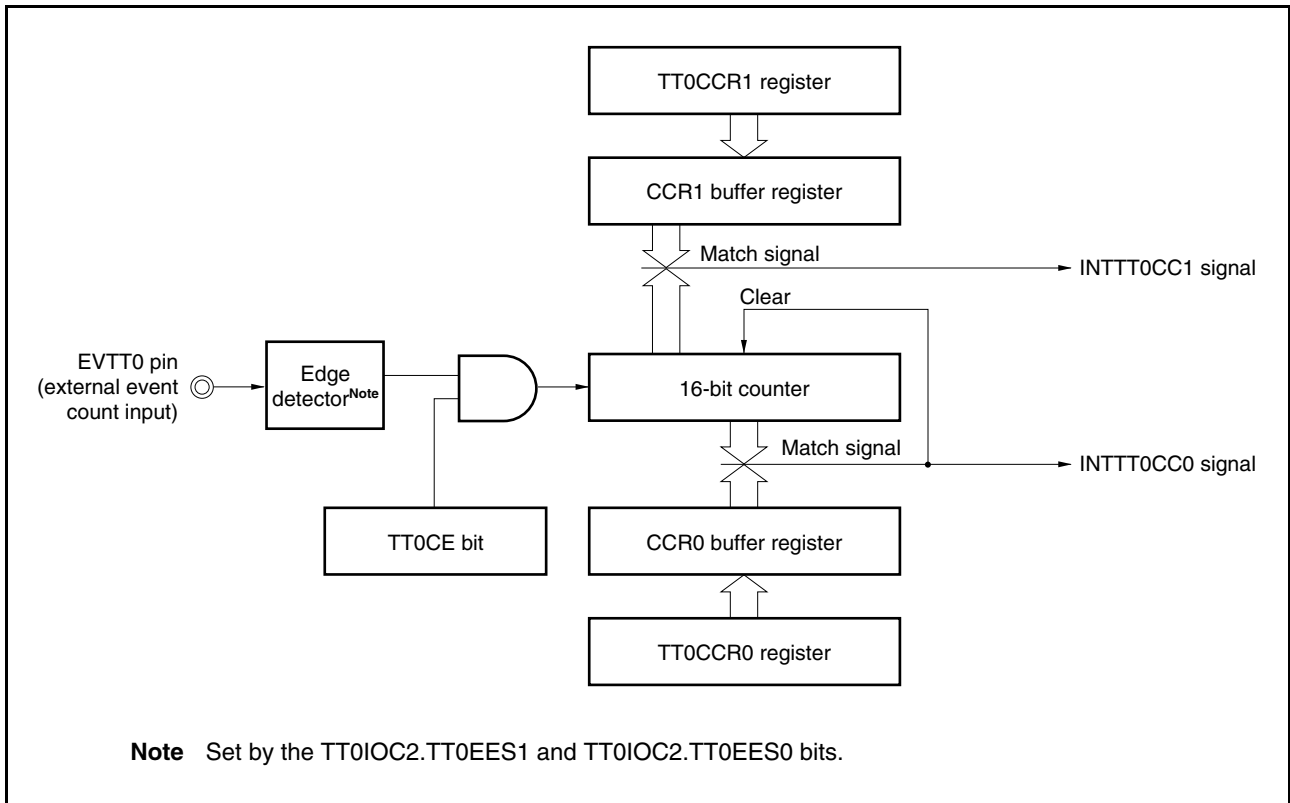 TT0CCR1 register
CCR1 buffer register
Match signal
INTTT0CC1 signal
Clear
EVTT0 pin
(external event
count input)
Edge
detectorNote
16-bit counter
Match signal
INTTT0CC0 signal
TT0CE bit
CCR0 buffer register
TT0CCR0 register
Note Set by the TT0IOC2.TT0EES1 and TT0IOC2.TT0EES0 bits.